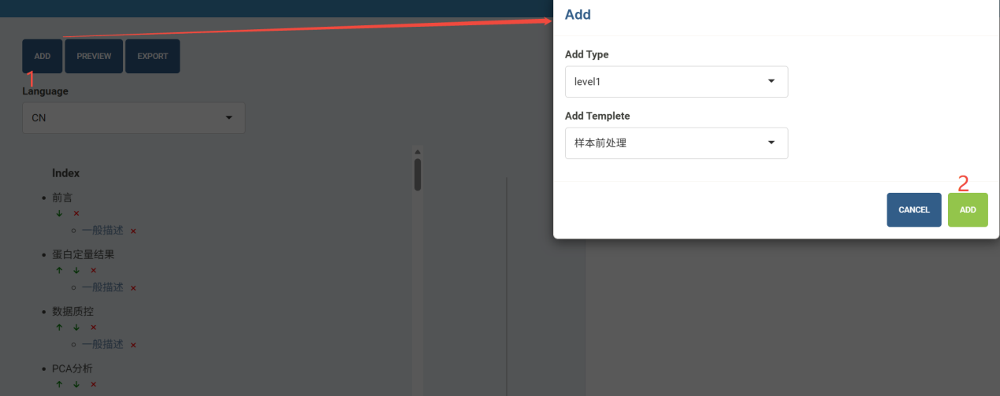 Add
ADD
PREVIEW
EXPORT
1
Language
CN
Add Type
level1
Add Templete
样本前处理
2
CANCEL
ADD
Index
前言
一般描述
蛋白定量结果
一般描述
数据质控
一般描述
PCA分析